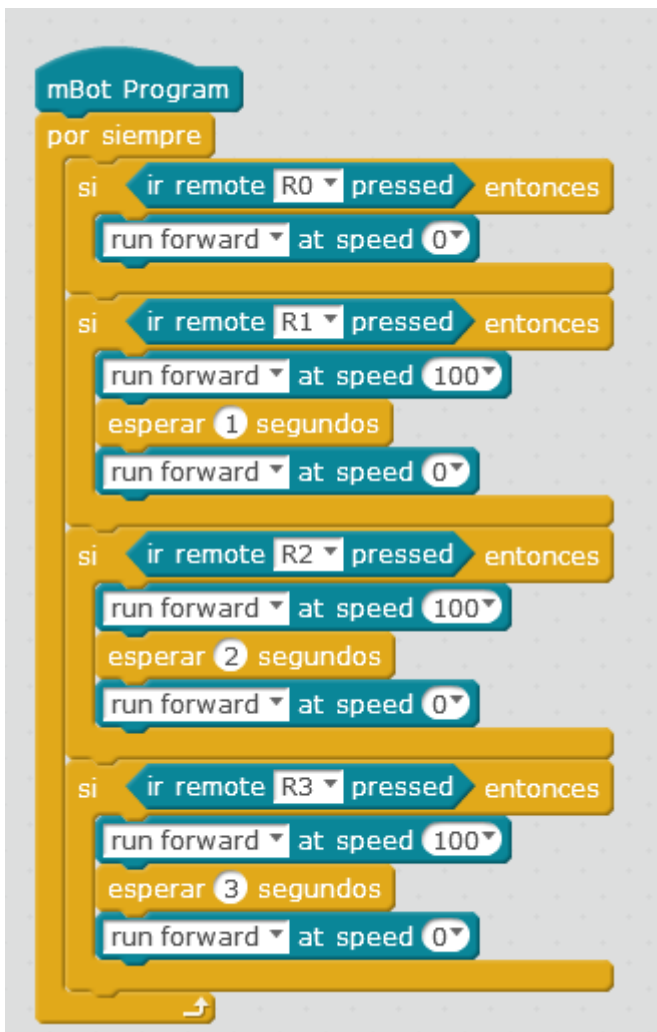 mBot Program
por siempre
si ir remote R0 pressed entonces
run forward at speed 0
si ir remote R1 pressed entonces
run forward at speed 100
esperar 1 segundos
run forward at speed 0
si ir remote R2 pressed entonces
run forward at speed 100
esperar 2 segundos
run forward at speed 0
si ir remote R3 pressed entonces
run forward at speed 100
esperar 3 segundos
run forward at speed 0